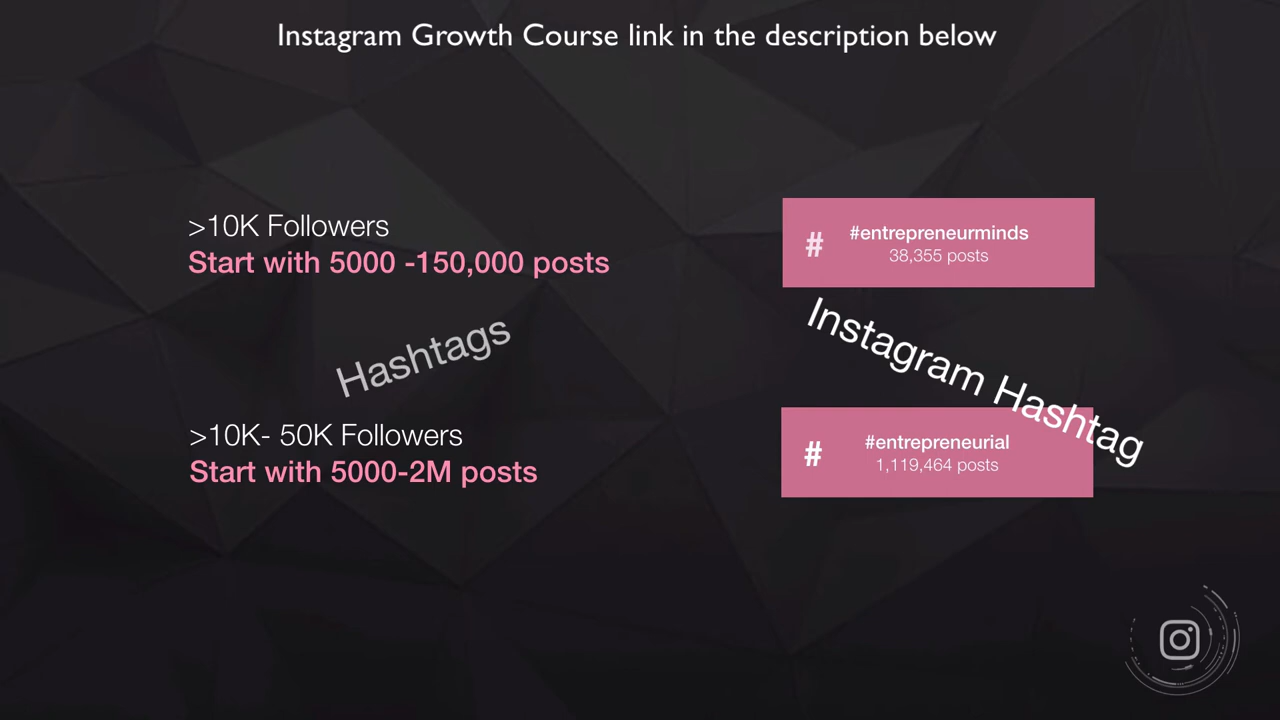 Instagram Growth Course link in the description below
>10K Followers
Start with 5000 -150,000 posts
#
#entrepreneurminds
38,355 posts
Hashtags
Instagram Hashtag
>10K- 50K Followers
Start with 5000-2M posts
#
#entrepreneurial
1,119,464 posts